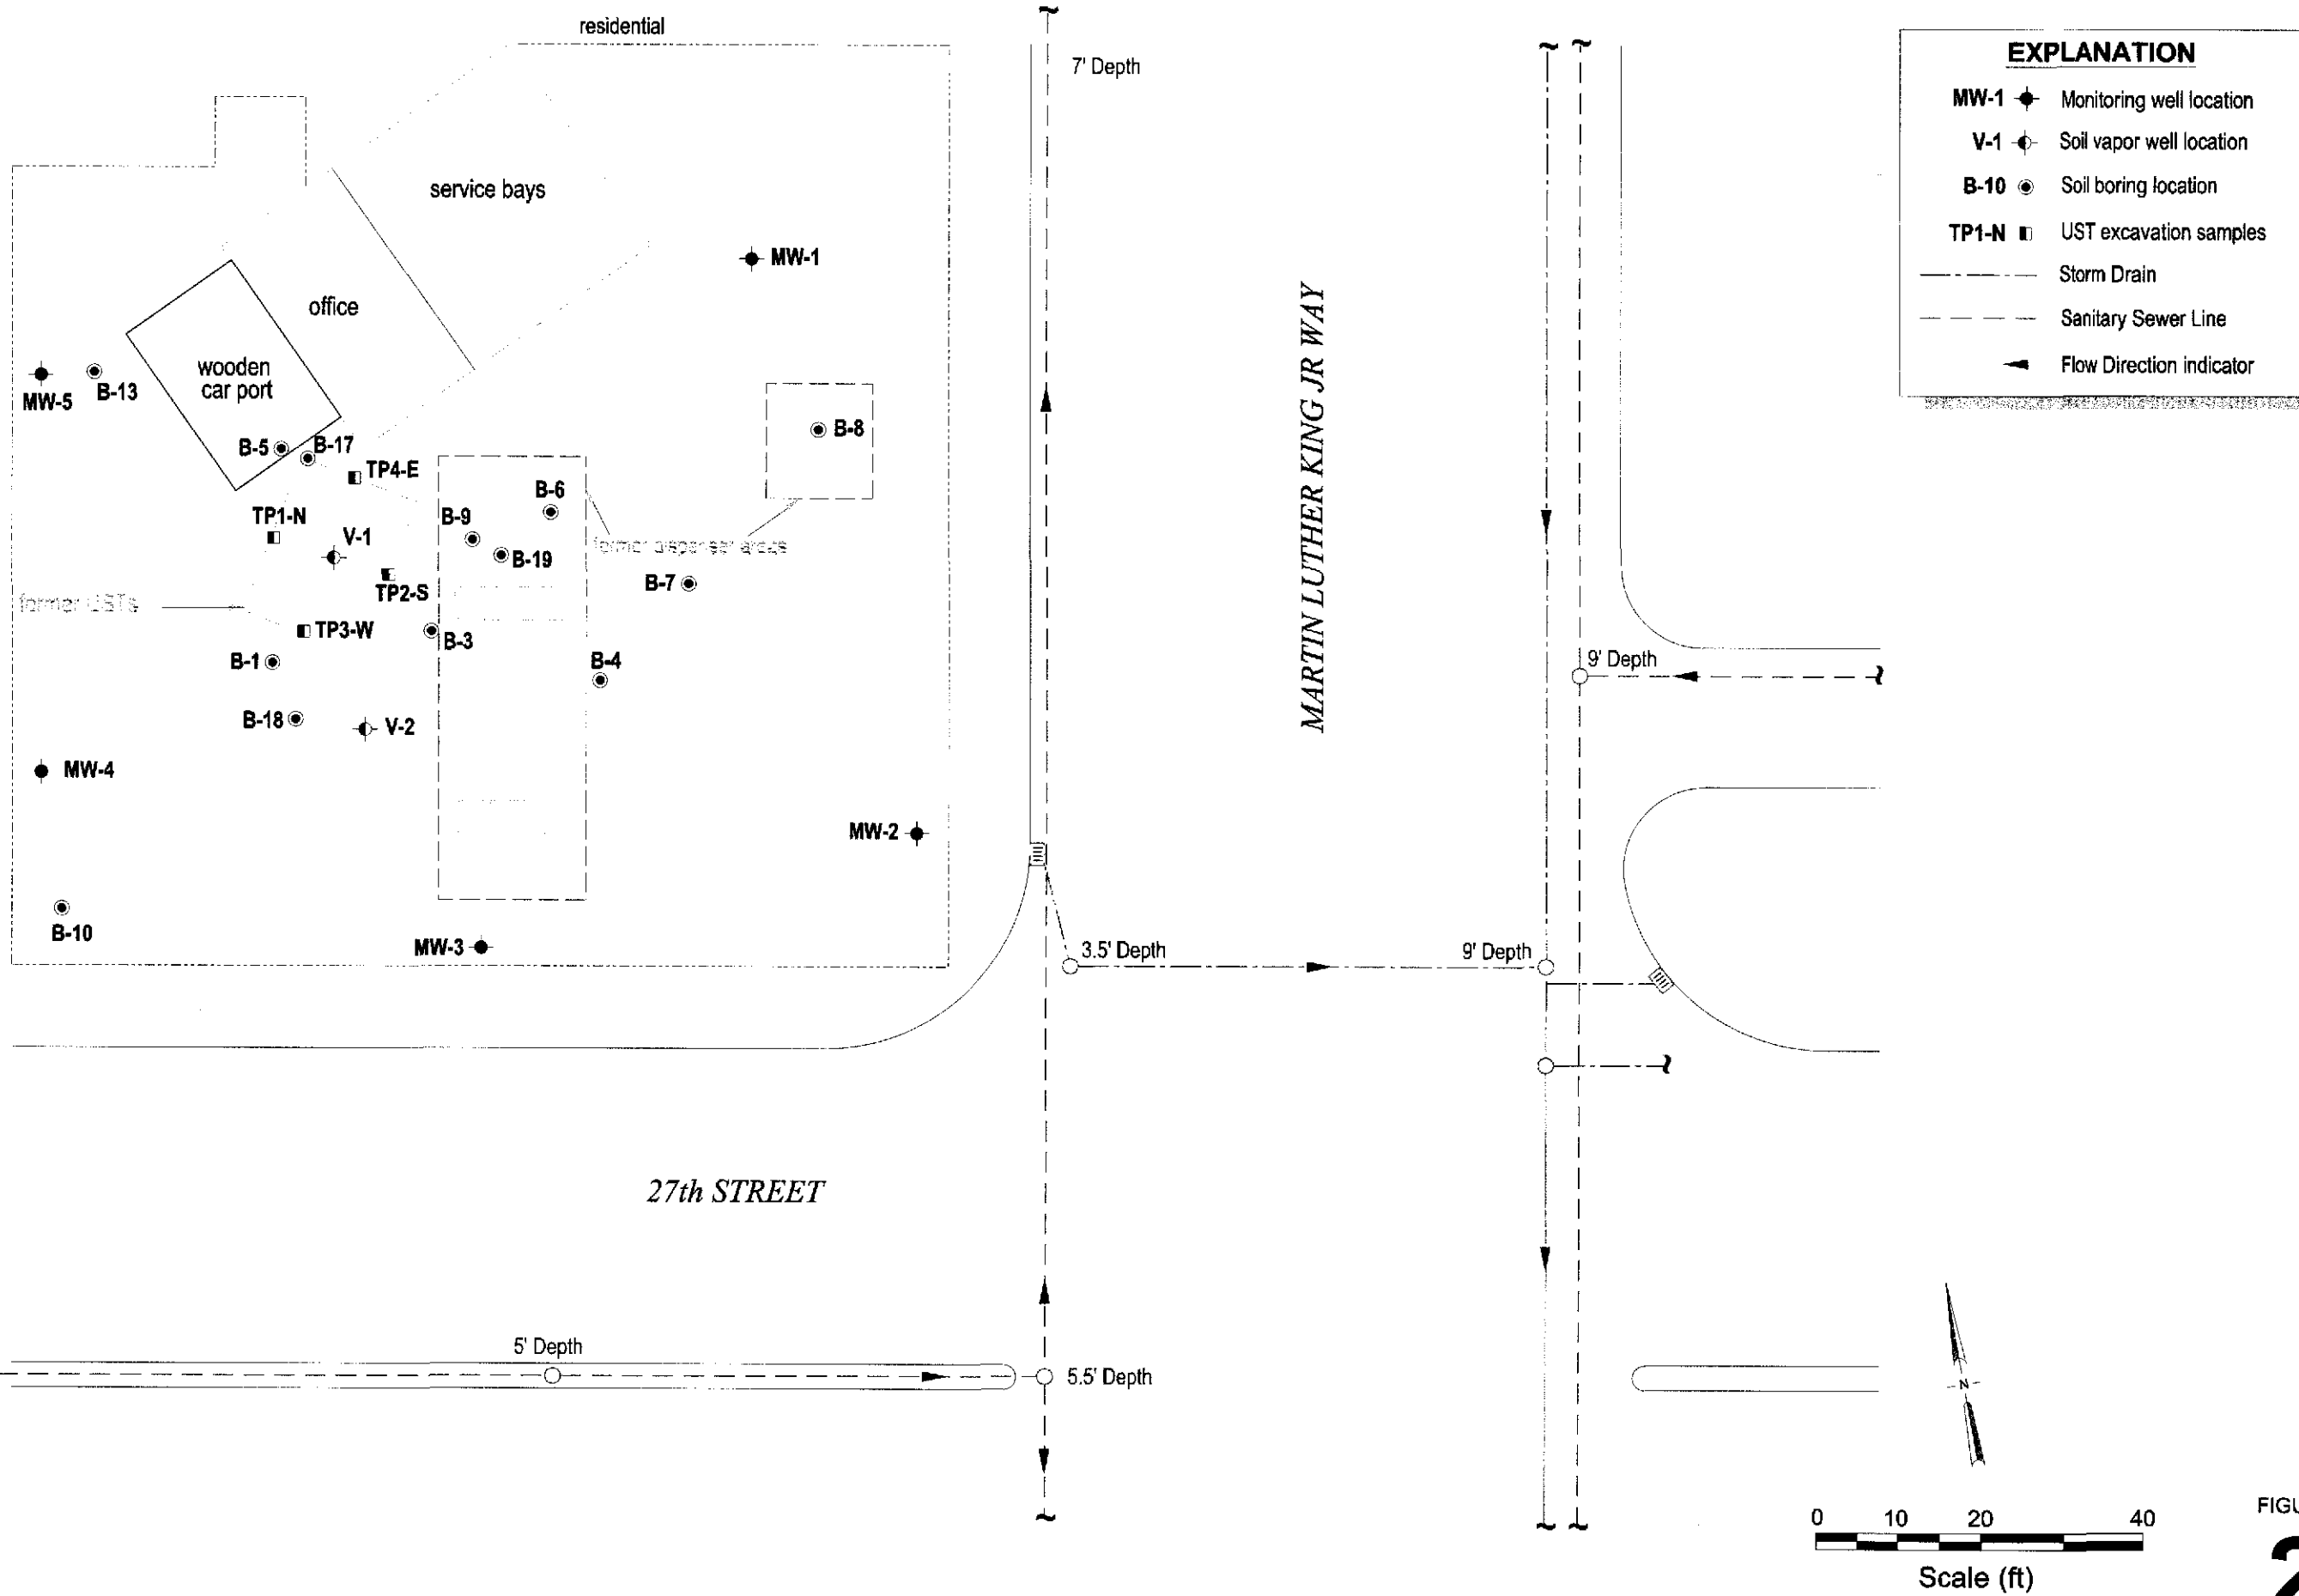 residential
7' Depth
EXPLANATION
MW-1 Monitoring well location
V-1 Soil vapor well location
B-10 Soil boring location
TP1-N UST excavation samples
Storm Drain
Sanitary Sewer Line
Flow Direction indicator
service bays
MW-1
office
wooden
car port
MW-5
B-13
B-8
B-5
B-17
TP4-E
B-6
B-9
TP1-N
V-1
B-19
former dispenser areas
TP2-S
B-7
former USTs
TP3-W
B-3
B-1
B-4
B-18
V-2
MW-4
MW-2
B-10
MW-3
MARTIN LUTHER KING JR WAY
9' Depth
3.5' Depth
9' Depth
27th STREET
5' Depth
5.5' Depth
N
0 10 20 40
Scale (ft)
2